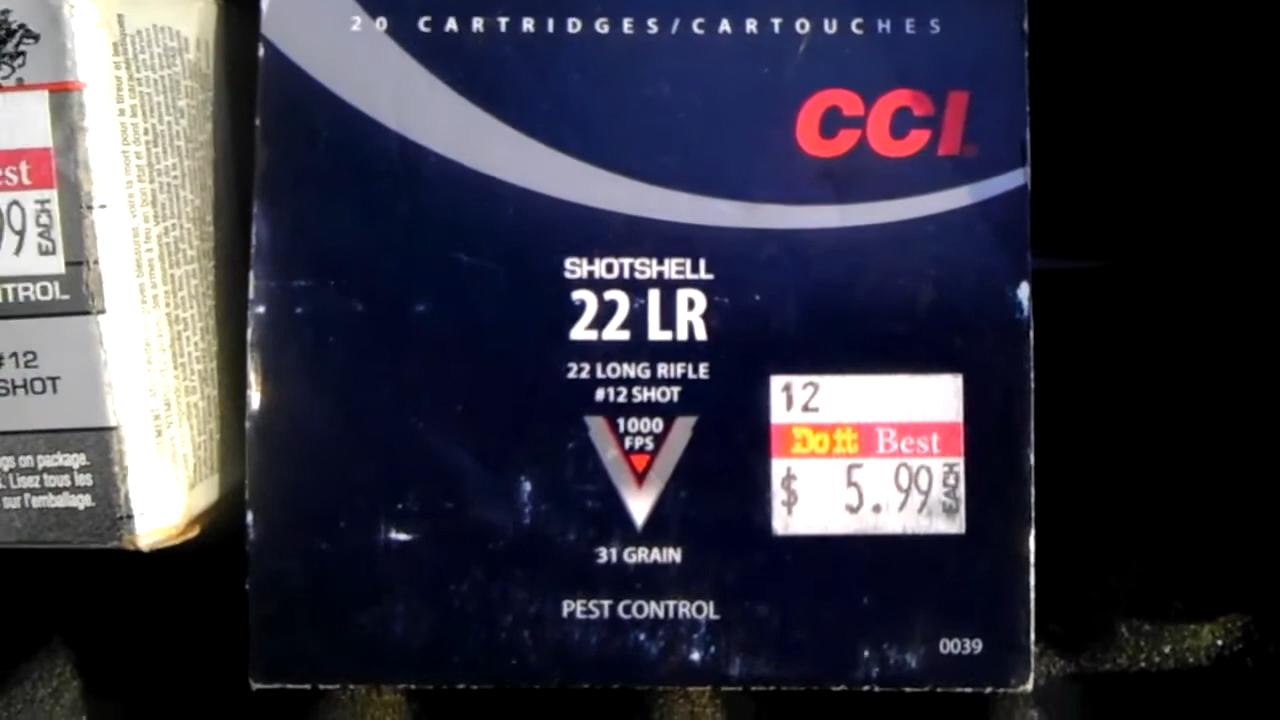 20 CARTRIDGES/CARTOUCHES
CCI
SHOTSHELL
22 LR
22 LONG RIFLE
#12 SHOT
1000
FPS
31 GRAIN
PEST CONTROL
0039
12
Do it Best
$ 5.99 EACH
est
99 EACH
NTROL
#12
SHOT
gs on package.
. Lisez tous les
sur l'emballage.